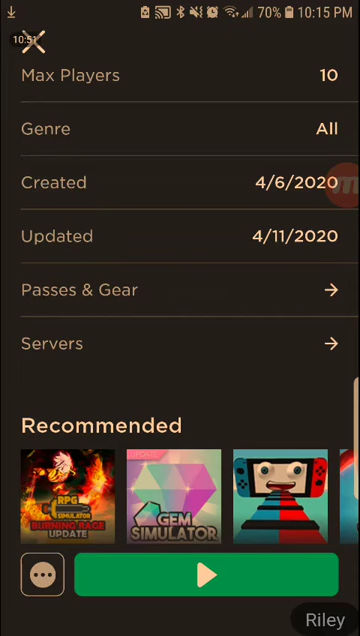 70% 10:15 PM
10:51
Max Players 10
Genre All
Created 4/6/2020
Updated 4/11/2020
Passes & Gear
Servers
Recommended
RPG
SIMULATOR
BURNING RAGE
UPDATE
UPDATE
GEM
SIMULATOR
Riley